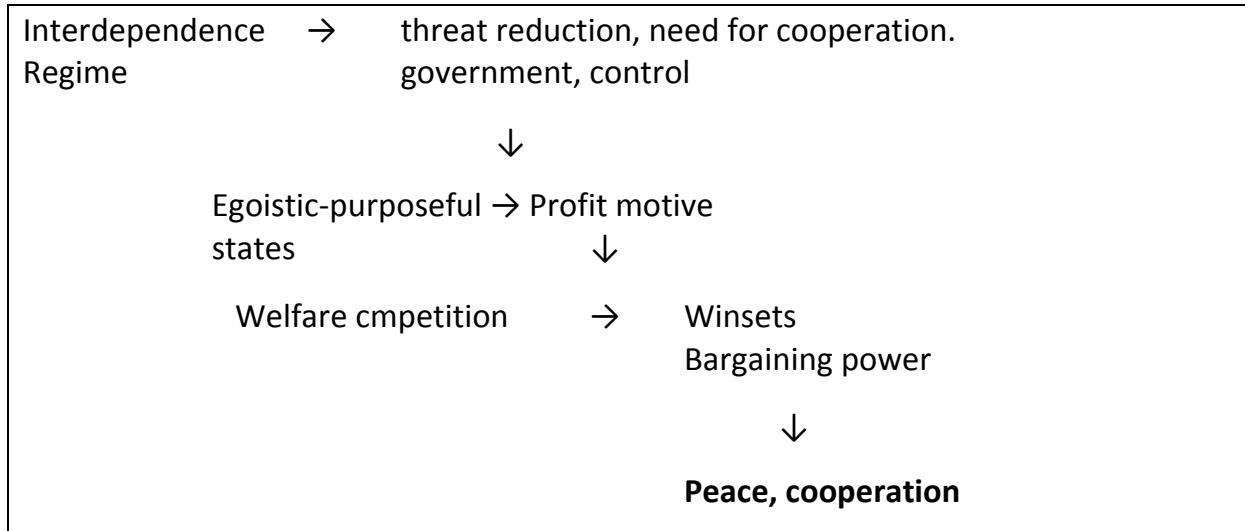 Interdependence → threat reduction, need for cooperation.
Regime government, control
↓
Egoistic-purposeful → Profit motive
states ↓
Welfare cmpetition → Winsets
Bargaining power
↓
Peace, cooperation